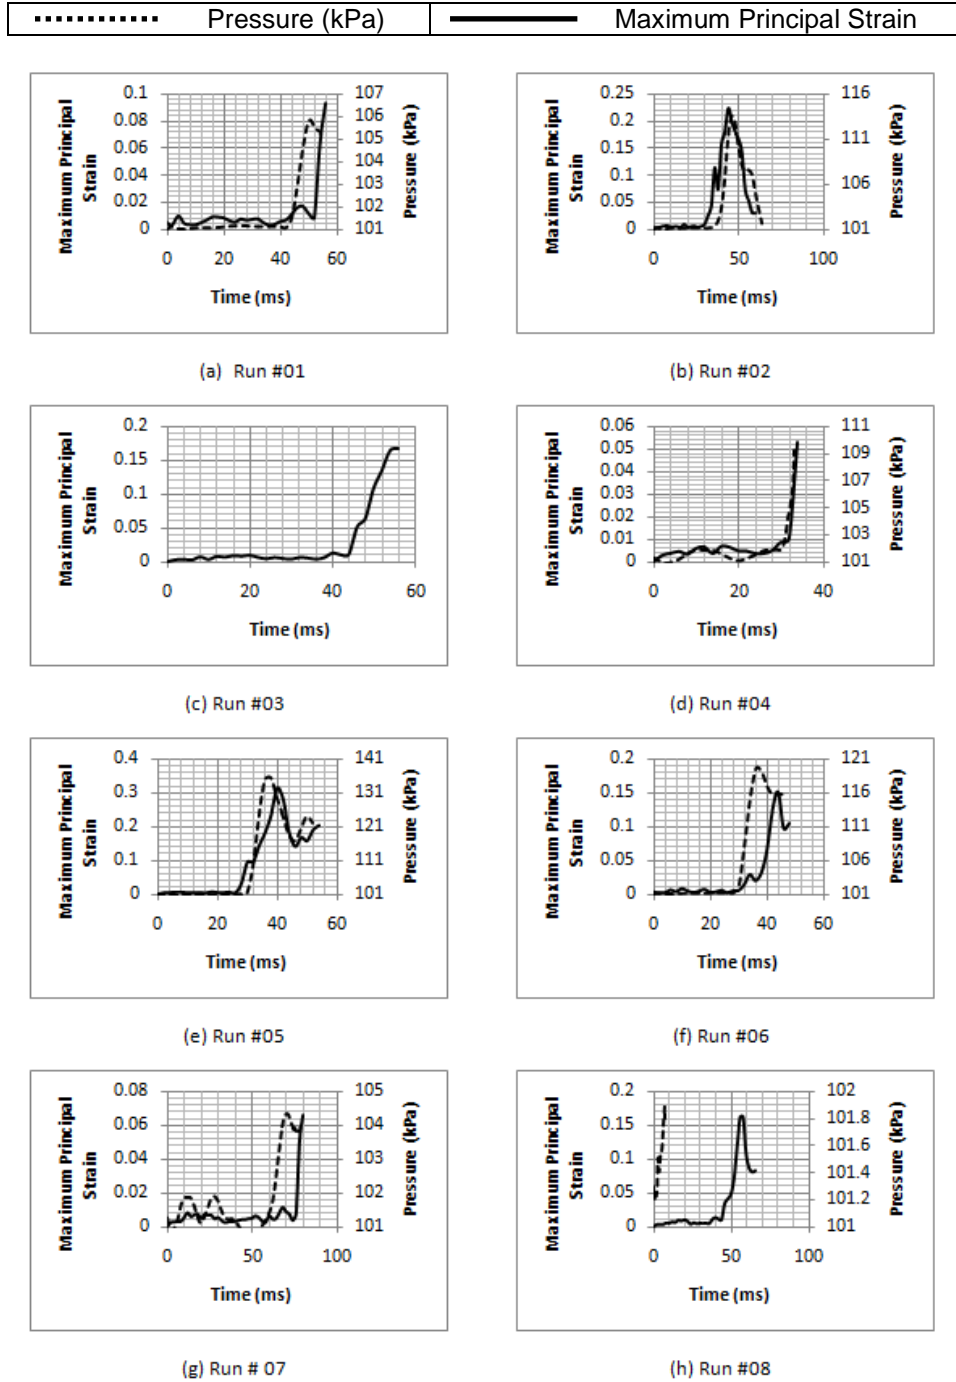 Pressure (kPa) Maximum Principal Strain
0.1 107
0.08 106
105
0.06 104
0.04 103
0.02 102
0 101
0 20 40 60
Time (ms)
Maximum Principal
Strain
Pressure (kPa)
(a) Run #01
0.25 116
0.2 111
0.15
0.1 106
0.05
0 101
0 50 100
Time (ms)
Maximum Principal
Strain
Pressure (kPa)
(b) Run #02
0.2
0.15
0.1
0.05
0
0 20 40 60
Time (ms)
Maximum Principal
Strain
(c) Run #03
0.06 111
0.05 109
0.04 107
0.03 105
0.02 103
0.01
0 101
0 20 40
Time (ms)
Maximum Principal
Strain
Pressure (kPa)
(d) Run #04
0.4 141
0.3 131
0.2 121
0.1 111
0 101
0 20 40 60
Time (ms)
Maximum Principal
Strain
Pressure (kPa)
(e) Run #05
0.2 121
0.15 116
0.1 111
0.05 106
0 101
0 20 40 60
Time (ms)
Maximum Principal
Strain
Pressure (kPa)
(f) Run #06
0.08 105
0.06 104
0.04 103
0.02 102
0 101
0 50 100
Time (ms)
Maximum Principal
Strain
Pressure (kPa)
(g) Run # 07
0.2 102
0.15 101.8
101.6
0.1 101.4
0.05 101.2
0 101
0 50 100
Time (ms)
Maximum Principal
Strain
Pressure (kPa)
(h) Run #08